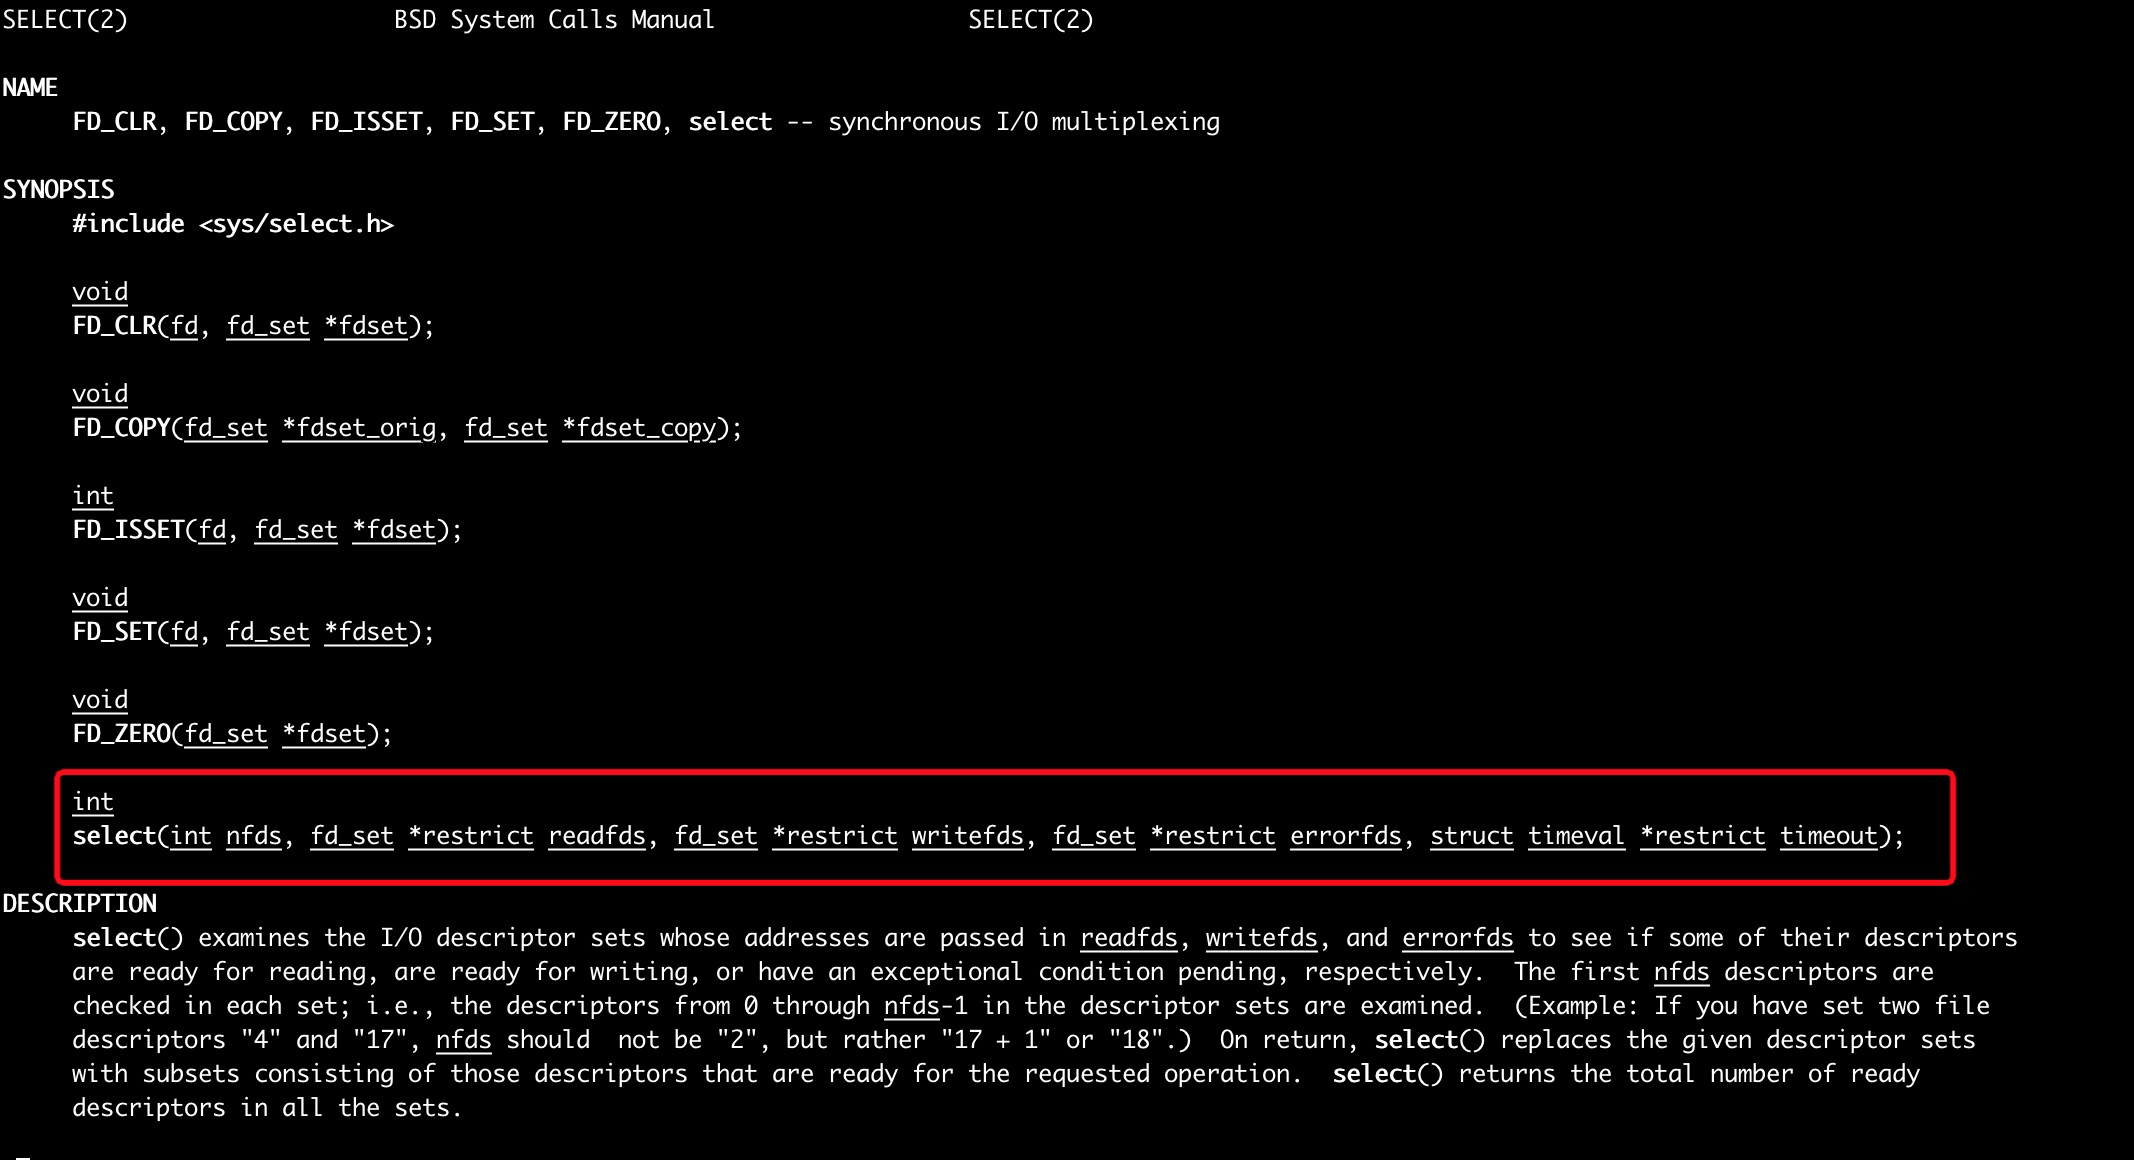 SELECT(2)                   BSD System Calls Manual                  SELECT(2)
NAME
FD_CLR, FD_COPY, FD_ISSET, FD_SET, FD_ZERO, select -- synchronous I/O multiplexing
SYNOPSIS
#include <sys/select.h>
void
FD_CLR(fd, fd_set *fdset);
void
FD_COPY(fd_set *fdset_orig, fd_set *fdset_copy);
int
FD_ISSET(fd, fd_set *fdset);
void
FD_SET(fd, fd_set *fdset);
void
FD_ZERO(fd_set *fdset);
int
select(int nfds, fd_set *restrict readfds, fd_set *restrict writefds, fd_set *restrict errorfds, struct timeval *restrict timeout);
DESCRIPTION
select() examines the I/O descriptor sets whose addresses are passed in readfds, writefds, and errorfds to see if some of their descriptors
are ready for reading, are ready for writing, or have an exceptional condition pending, respectively.  The first nfds descriptors are
checked in each set; i.e., the descriptors from 0 through nfds-1 in the descriptor sets are examined.  (Example: If you have set two file
descriptors "4" and "17", nfds should  not be "2", but rather "17 + 1" or "18".)  On return, select() replaces the given descriptor sets
with subsets consisting of those descriptors that are ready for the requested operation.  select() returns the total number of ready
descriptors in all the sets.